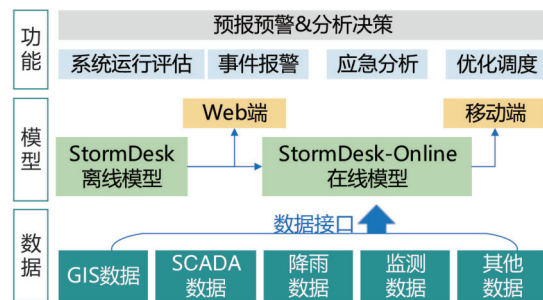 功能
预报预警&分析决策
系统运行评估
事件报警
应急分析
优化调度
模型
Web端
移动端
StormDesk
离线模型
StormDesk-Online
在线模型
数据
数据接口
GIS数据
SCADA
数据
降雨
数据
监测
数据
其他
数据